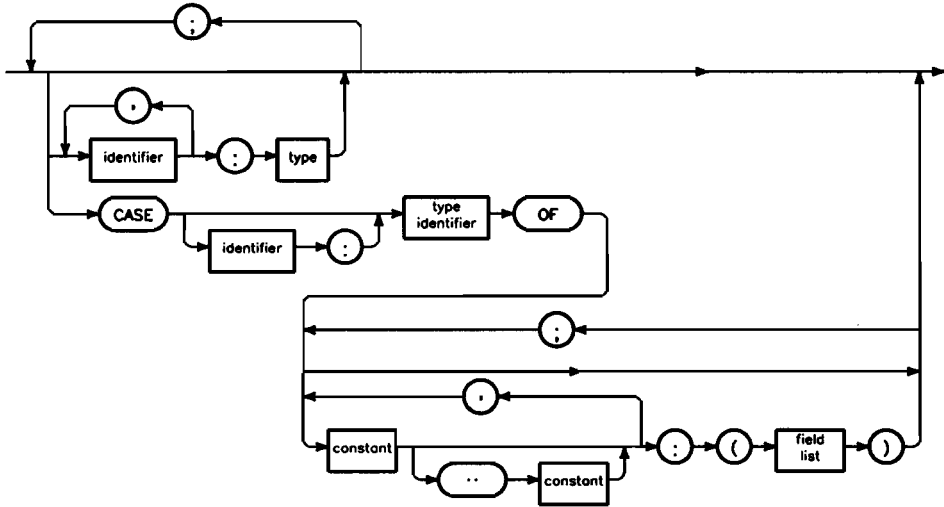 ;
,
identifier
:
type
CASE
identifier
:
type
identifier
OF
;
,
constant
..
constant
:
(
field
list
)